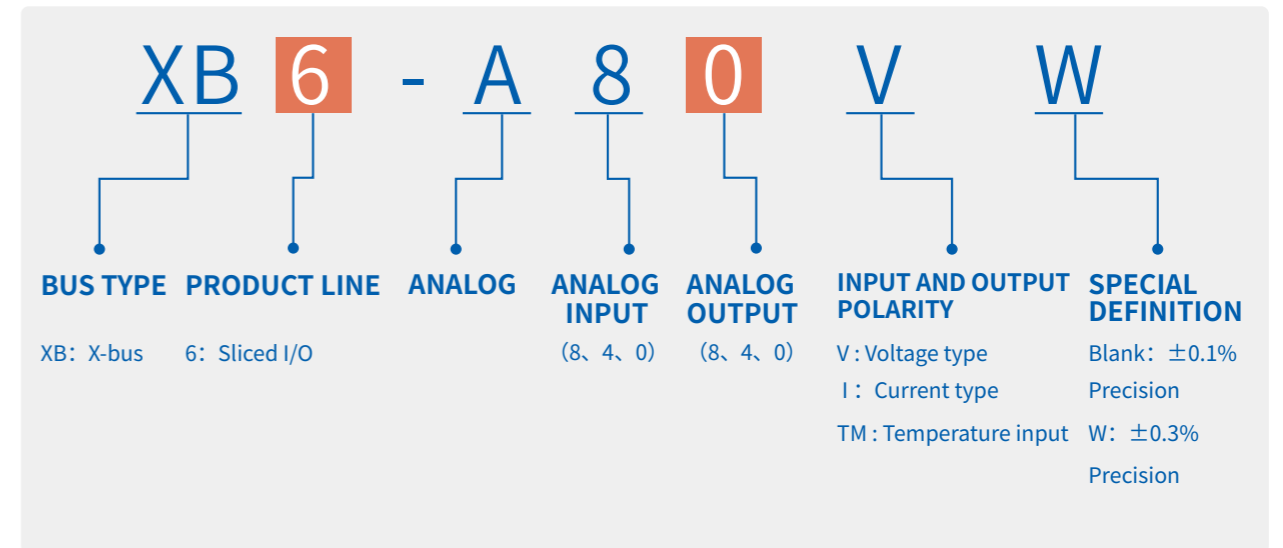 XB 6 - A 8 0 V W
BUS TYPE
XB：X-bus
PRODUCT LINE
6：Sliced I/O
ANALOG
ANALOG
INPUT
（8、4、0）
ANALOG
OUTPUT
（8、4、0）
INPUT AND OUTPUT
POLARITY
V : Voltage type
I ：Current type
TM : Temperature input
SPECIAL
DEFINITION
Blank：±0.1%
Precision
W：±0.3%
Precision